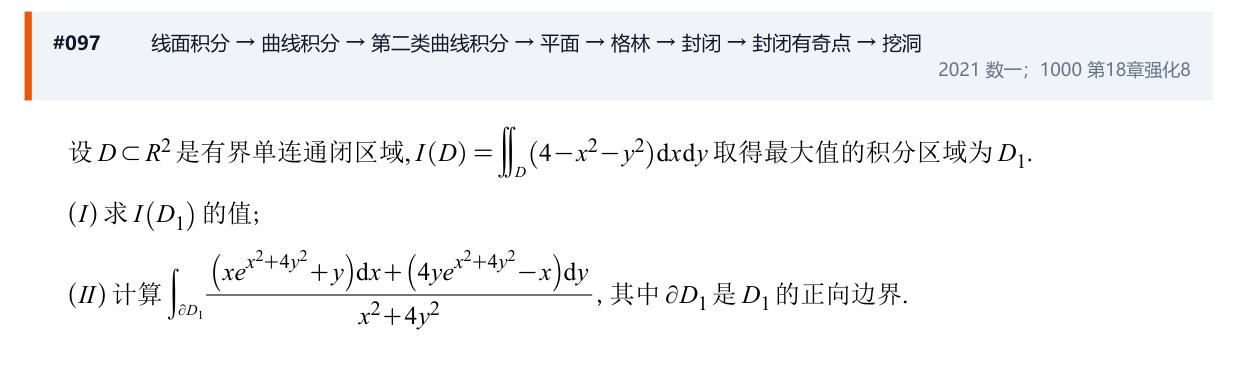 #097 线面积分 → 曲线积分 → 第二类曲线积分 → 平面 → 格林 → 封闭 → 封闭有奇点 → 挖洞
2021 数一；1000 第18章强化8
设 D⊂R² 是有界单连通闭区域, I(D) = ∬_D (4−x²−y²)dxdy 取得最大值的积分区域为 D₁.
(I) 求 I(D₁) 的值;
(II) 计算 ∫_{∂D₁} \frac{(xe^{x²+4y²}+y)dx+(4ye^{x²+4y²}−x)dy}{x²+4y²}, 其中 ∂D₁ 是 D₁ 的正向边界.